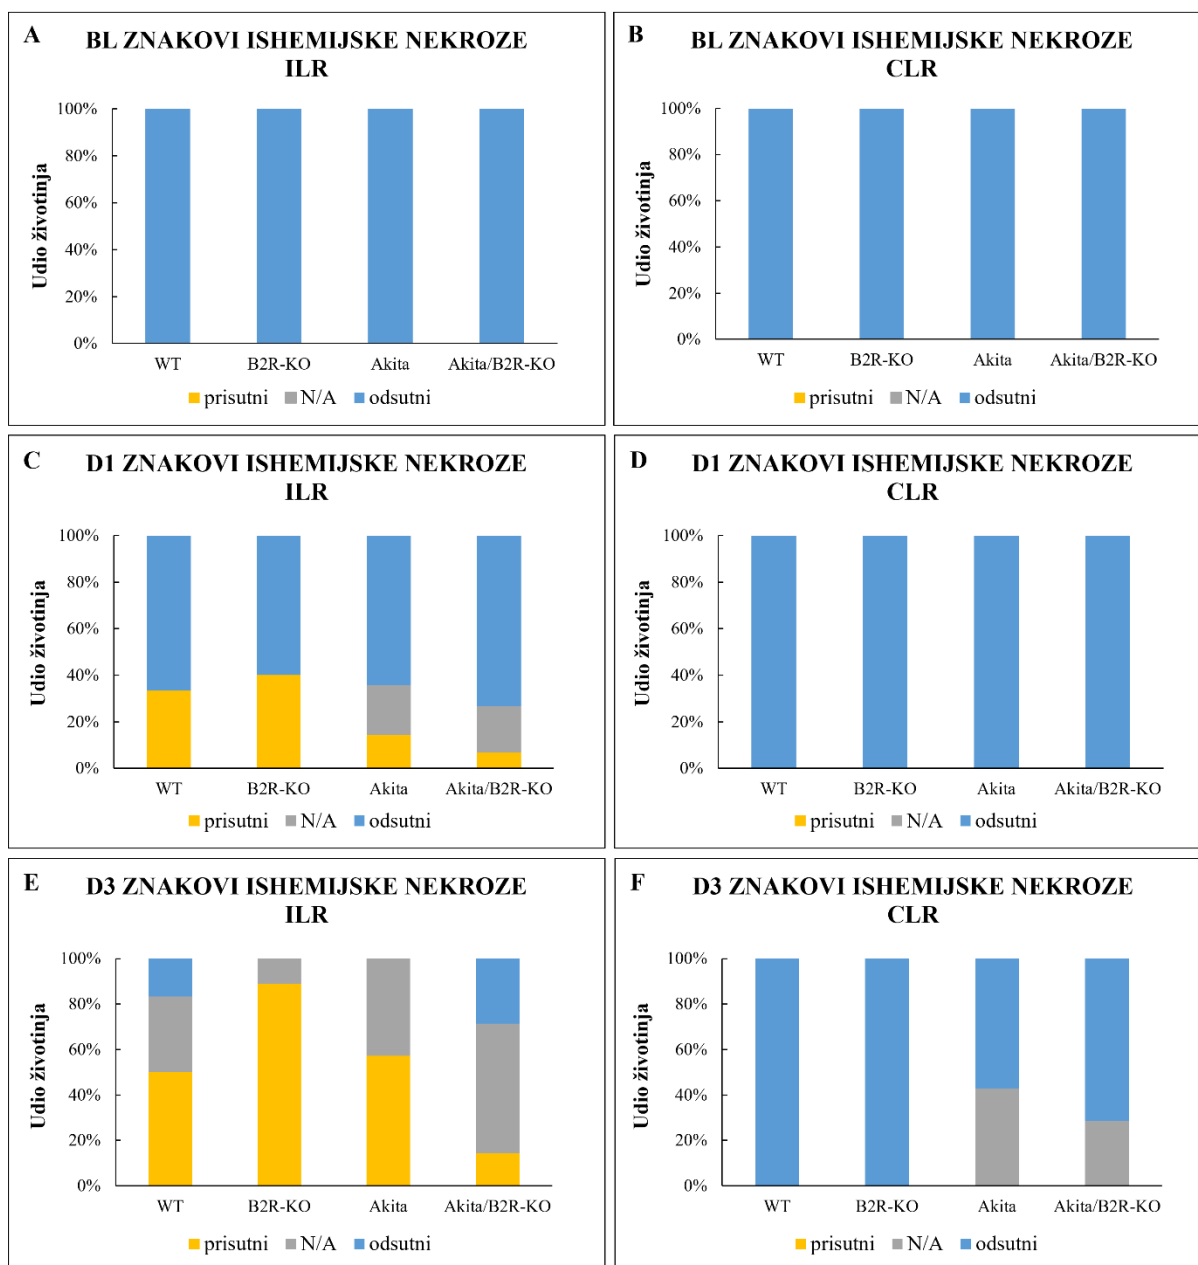 A BL ZNAKOVI ISHEMIJSKE NEKROZE
ILR
Udio životinja
100%
80%
60%
40%
20%
0%
WT B2R-KO Akita Akita/B2R-KO
prisutni N/A odsutni
B BL ZNAKOVI ISHEMIJSKE NEKROZE
CLR
Udio životinja
100%
80%
60%
40%
20%
0%
WT B2R-KO Akita Akita/B2R-KO
prisutni N/A odsutni
C D1 ZNAKOVI ISHEMIJSKE NEKROZE
ILR
Udio životinja
100%
80%
60%
40%
20%
0%
WT B2R-KO Akita Akita/B2R-KO
prisutni N/A odsutni
D D1 ZNAKOVI ISHEMIJSKE NEKROZE
CLR
Udio životinja
100%
80%
60%
40%
20%
0%
WT B2R-KO Akita Akita/B2R-KO
prisutni N/A odsutni
E D3 ZNAKOVI ISHEMIJSKE NEKROZE
ILR
Udio životinja
100%
80%
60%
40%
20%
0%
WT B2R-KO Akita Akita/B2R-KO
prisutni N/A odsutni
F D3 ZNAKOVI ISHEMIJSKE NEKROZE
CLR
Udio životinja
100%
80%
60%
40%
20%
0%
WT B2R-KO Akita Akita/B2R-KO
prisutni N/A odsutni